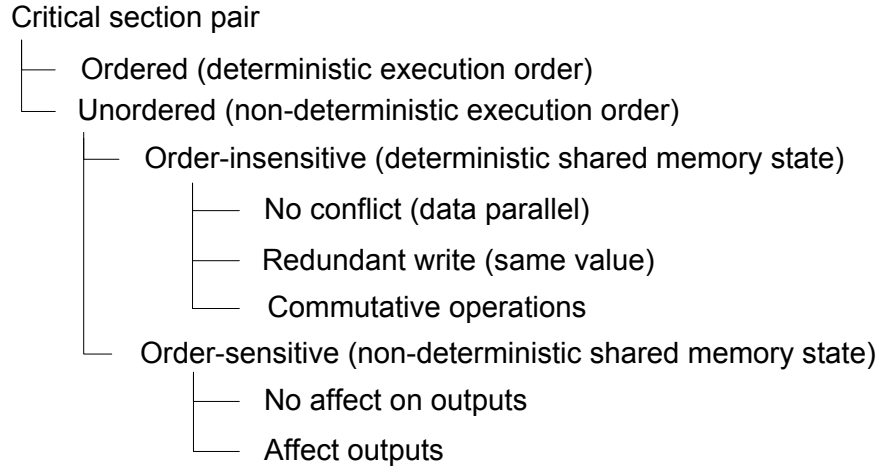 Critical section pair
Ordered (deterministic execution order)
Unordered (non-deterministic execution order)
Order-insensitive (deterministic shared memory state)
No conflict (data parallel)
Redundant write (same value)
Commutative operations
Order-sensitive (non-deterministic shared memory state)
No affect on outputs
Affect outputs